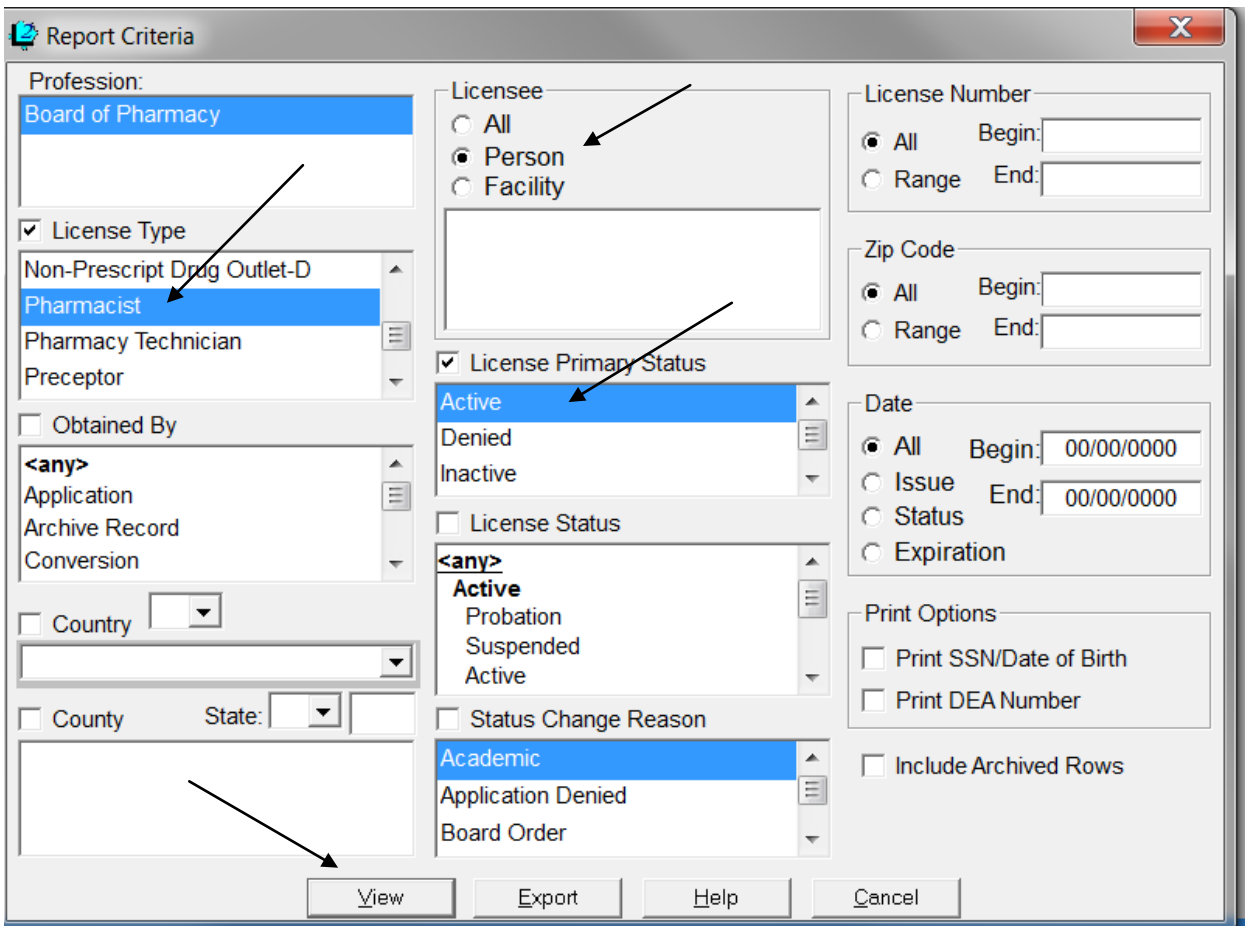 Report Criteria
X
Profession:
Board of Pharmacy
License Type
Non-Prescript Drug Outlet-D
Pharmacist
Pharmacy Technician
Preceptor
Obtained By
<any>
Application
Archive Record
Conversion
Country
County State:
Licensee
All
Person
Facility
License Primary Status
Active
Denied
Inactive
License Status
<any>
Active
Probation
Suspended
Active
Status Change Reason
Academic
Application Denied
Board Order
License Number
All Begin:
Range End:
Zip Code
All Begin:
Range End:
Date
All Begin: 00/00/0000
Issue End: 00/00/0000
Status
Expiration
Print Options
Print SSN/Date of Birth
Print DEA Number
Include Archived Rows
View Export Help Cancel